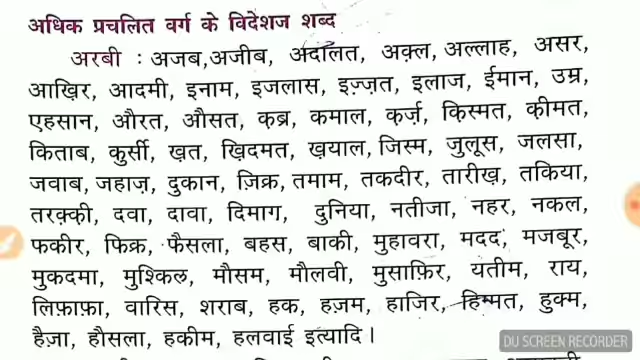 अधिक प्रचलित वर्ग के विदेशज शब्द
अरबी : अजब,अजीब, अदालत, अक़्ल, अल्लाह, असर,
आख़िर, आदमी, इनाम, इजलास, इज़्ज़त, इलाज, ईमान, उम्र,
एहसान, औरत, औसत, क़ब्र, कमाल, क़र्ज़, क़िस्मत, क़ीमत,
किताब, कुर्सी, ख़त, ख़िदमत, ख़याल, जिस्म, जुलूस, जलसा,
जवाब, जहाज़, दुकान, ज़िक्र, तमाम, तकदीर, तारीख़, तकिया,
तरक़्क़ी, दवा, दावा, दिमाग, दुनिया, नतीजा, नहर, नकल,
फकीर, फिक्र, फैसला, बहस, बाकी, मुहावरा, मदद, मजबूर,
मुकदमा, मुश्किल, मौसम, मौलवी, मुसाफ़िर, यतीम, राय,
लिफ़ाफ़ा, वारिस, शराब, हक, हज़म, हाजिर, हिम्मत, हुक्म,
हैज़ा, हौसला, हकीम, हलवाई इत्यादि ।
DU SCREEN RECORDER